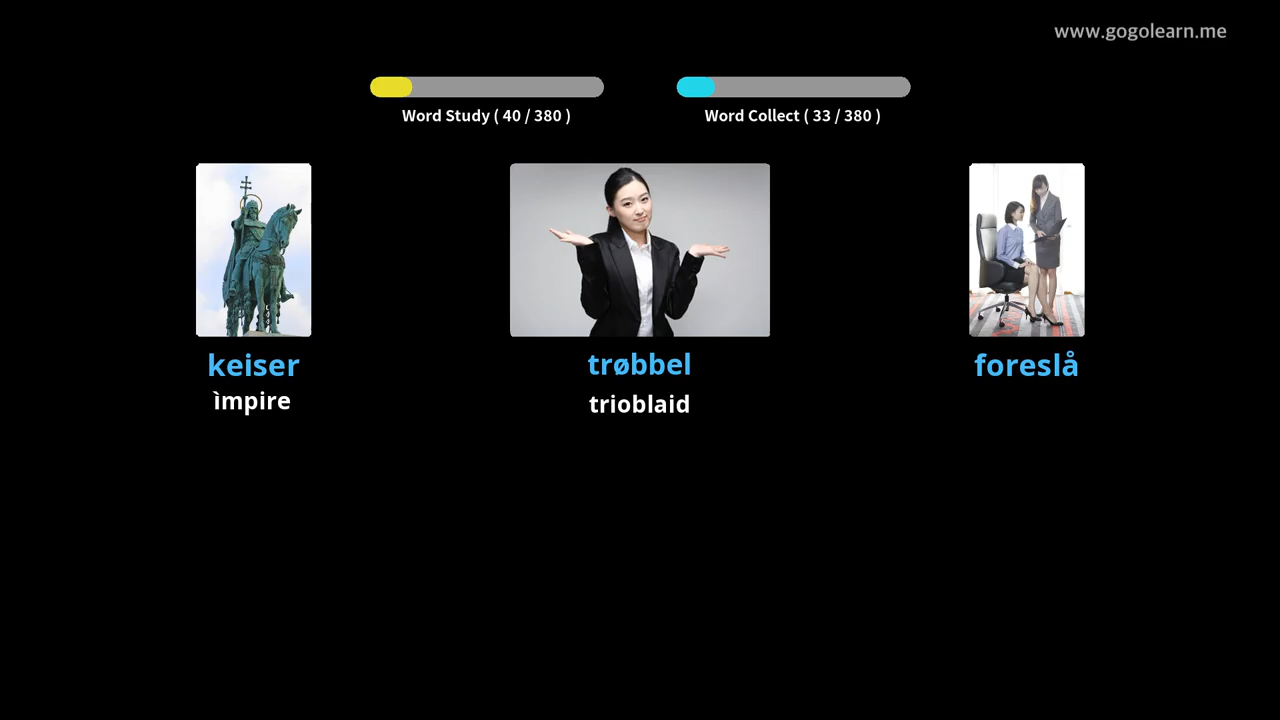 www.gogolearn.me
Word Study ( 40 / 380 )
Word Collect ( 33 / 380 )
keiser
ìmpire
trøbbel
trioblaid
foreslå